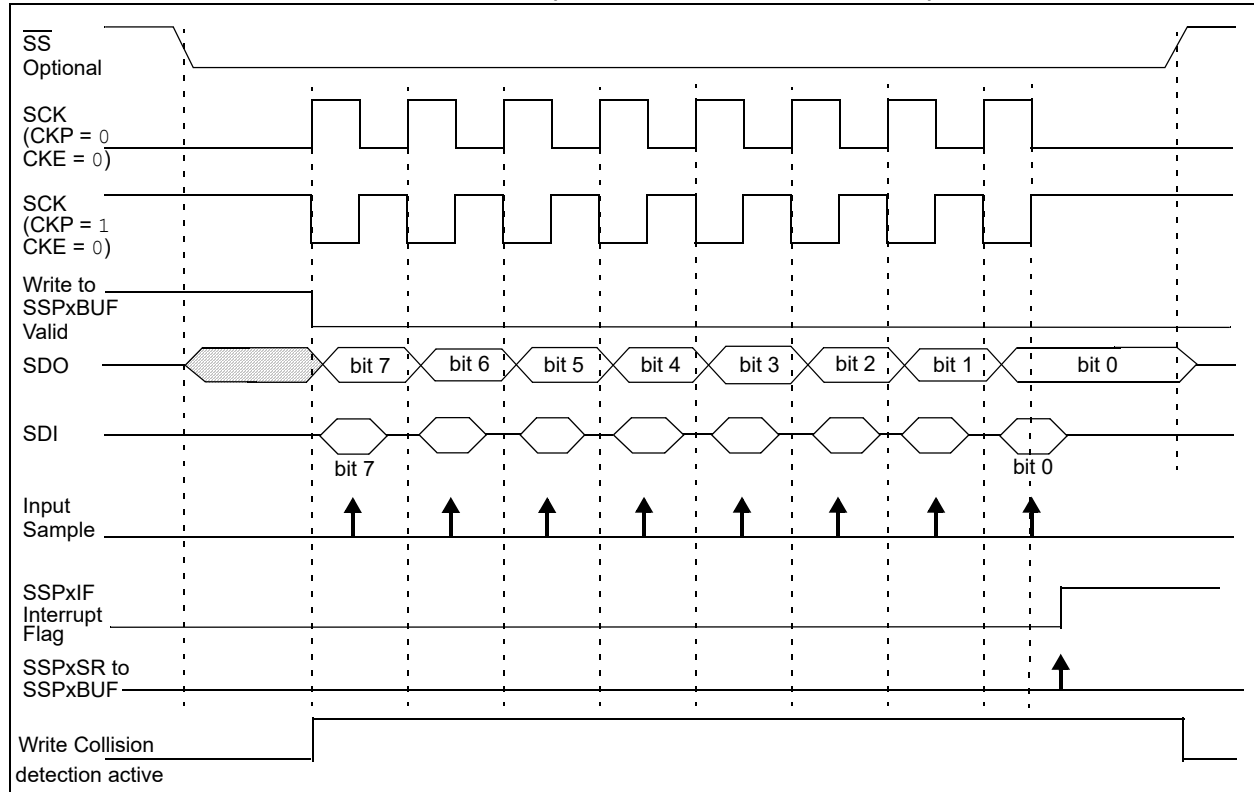 SS
Optional
SCK
(CKP = 0
CKE = 0)
SCK
(CKP = 1
CKE = 0)
Write to
SSPxBUF
Valid
SDO
bit 7
bit 6
bit 5
bit 4
bit 3
bit 2
bit 1
bit 0
SDI
bit 7
bit 0
Input
Sample
SSPxIF
Interrupt
Flag
SSPxSR to
SSPxBUF
Write Collision
detection active